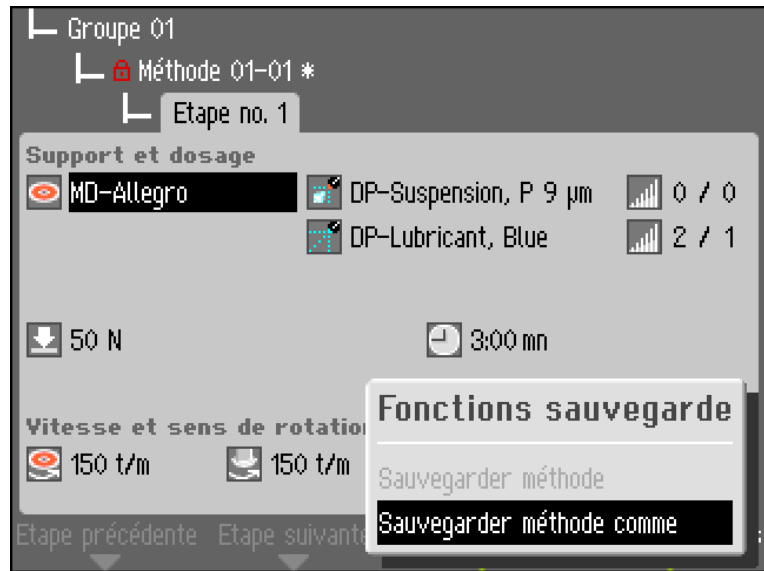 Groupe 01
Méthode 01-01 *
Etape no. 1
Support et dosage
MD-Allegro DP-Suspension, P 9 µm 0 / 0
DP-Lubricant, Blue 2 / 1
50 N 3:00 mn
Vitesse et sens de rotation
150 t/m 150 t/m
Fonctions sauvegarde
Sauvegarder méthode
Sauvegarder méthode comme
Etape précédente Etape suivante